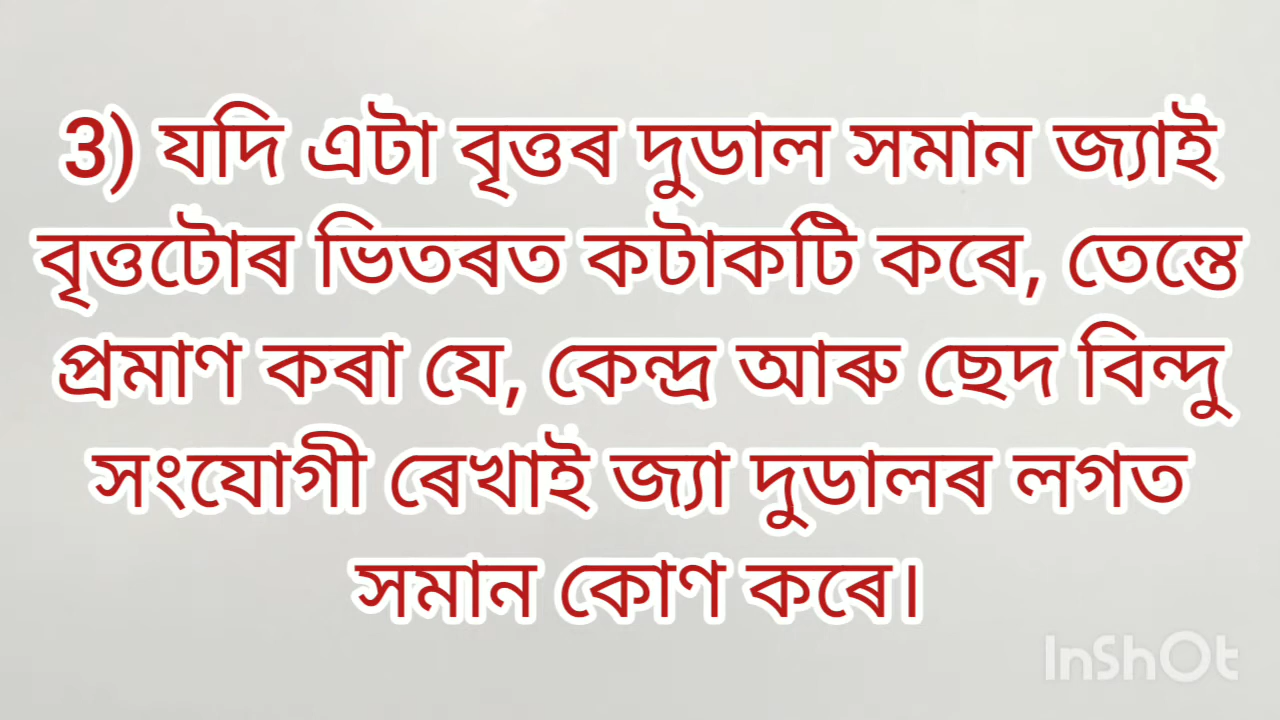 3) যদি এটা বৃত্তৰ দুডাল সমান জ্যাই
বৃত্তটোৰ ভিতৰত কটাকটি কৰে, তেন্তে
প্ৰমাণ কৰা যে, কেন্দ্ৰ আৰু ছেদ বিন্দু
সংযোগী ৰেখাই জ্যা দুডালৰ লগত
সমান কোণ কৰে।
InShOt